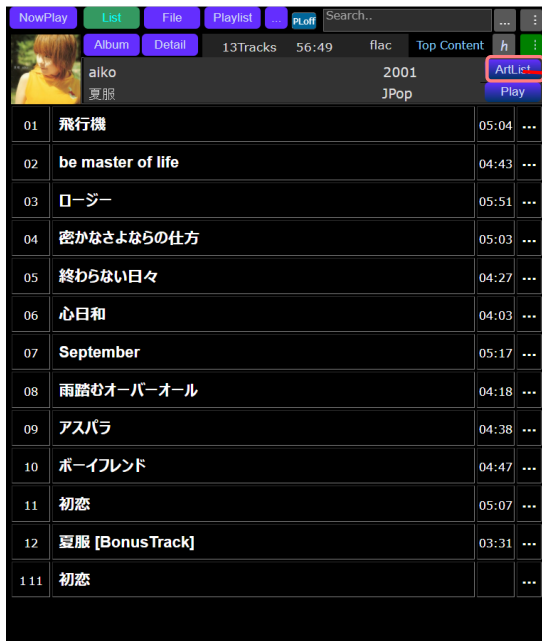 NowPlay List File Playlist ... PLoff Search.. ... ⋮
Album Detail 13Tracks 56:49 flac Top Content h ⋮
aiko 2001 ArtList
夏服 JPop Play
01 飛行機 05:04 ...
02 be master of life 04:43 ...
03 ロージー 05:51 ...
04 密かなさよならの仕方 05:03 ...
05 終わらない日々 04:27 ...
06 心日和 04:03 ...
07 September 05:17 ...
08 雨踏むオーバーオール 04:18 ...
09 アスパラ 04:38 ...
10 ボーイフレンド 04:47 ...
11 初恋 05:07 ...
12 夏服 [BonusTrack] 03:31 ...
1 11 初恋 ...